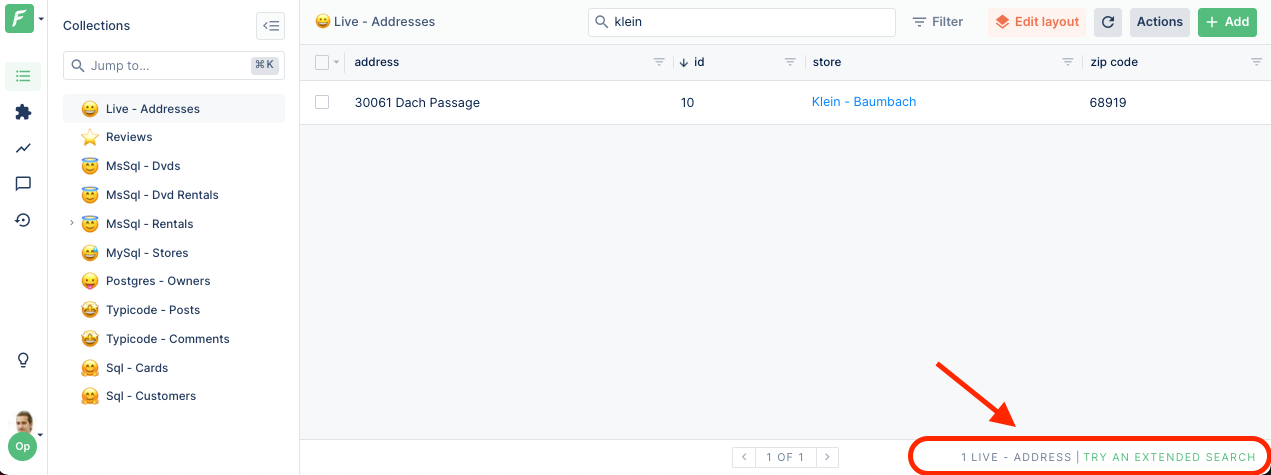 F
Collections
Jump to...
⌘K
Live - Addresses
Reviews
MsSql - Dvds
MsSql - Dvd Rentals
MsSql - Rentals
MySql - Stores
Postgres - Owners
Typicode - Posts
Typicode - Comments
Sql - Cards
Sql - Customers
Op
Live - Addresses
klein
Filter
Edit layout
Actions
+ Add
address id store zip code
30061 Dach Passage 10 Klein - Baumbach 68919
1 OF 1
1 LIVE - ADDRESS | TRY AN EXTENDED SEARCH